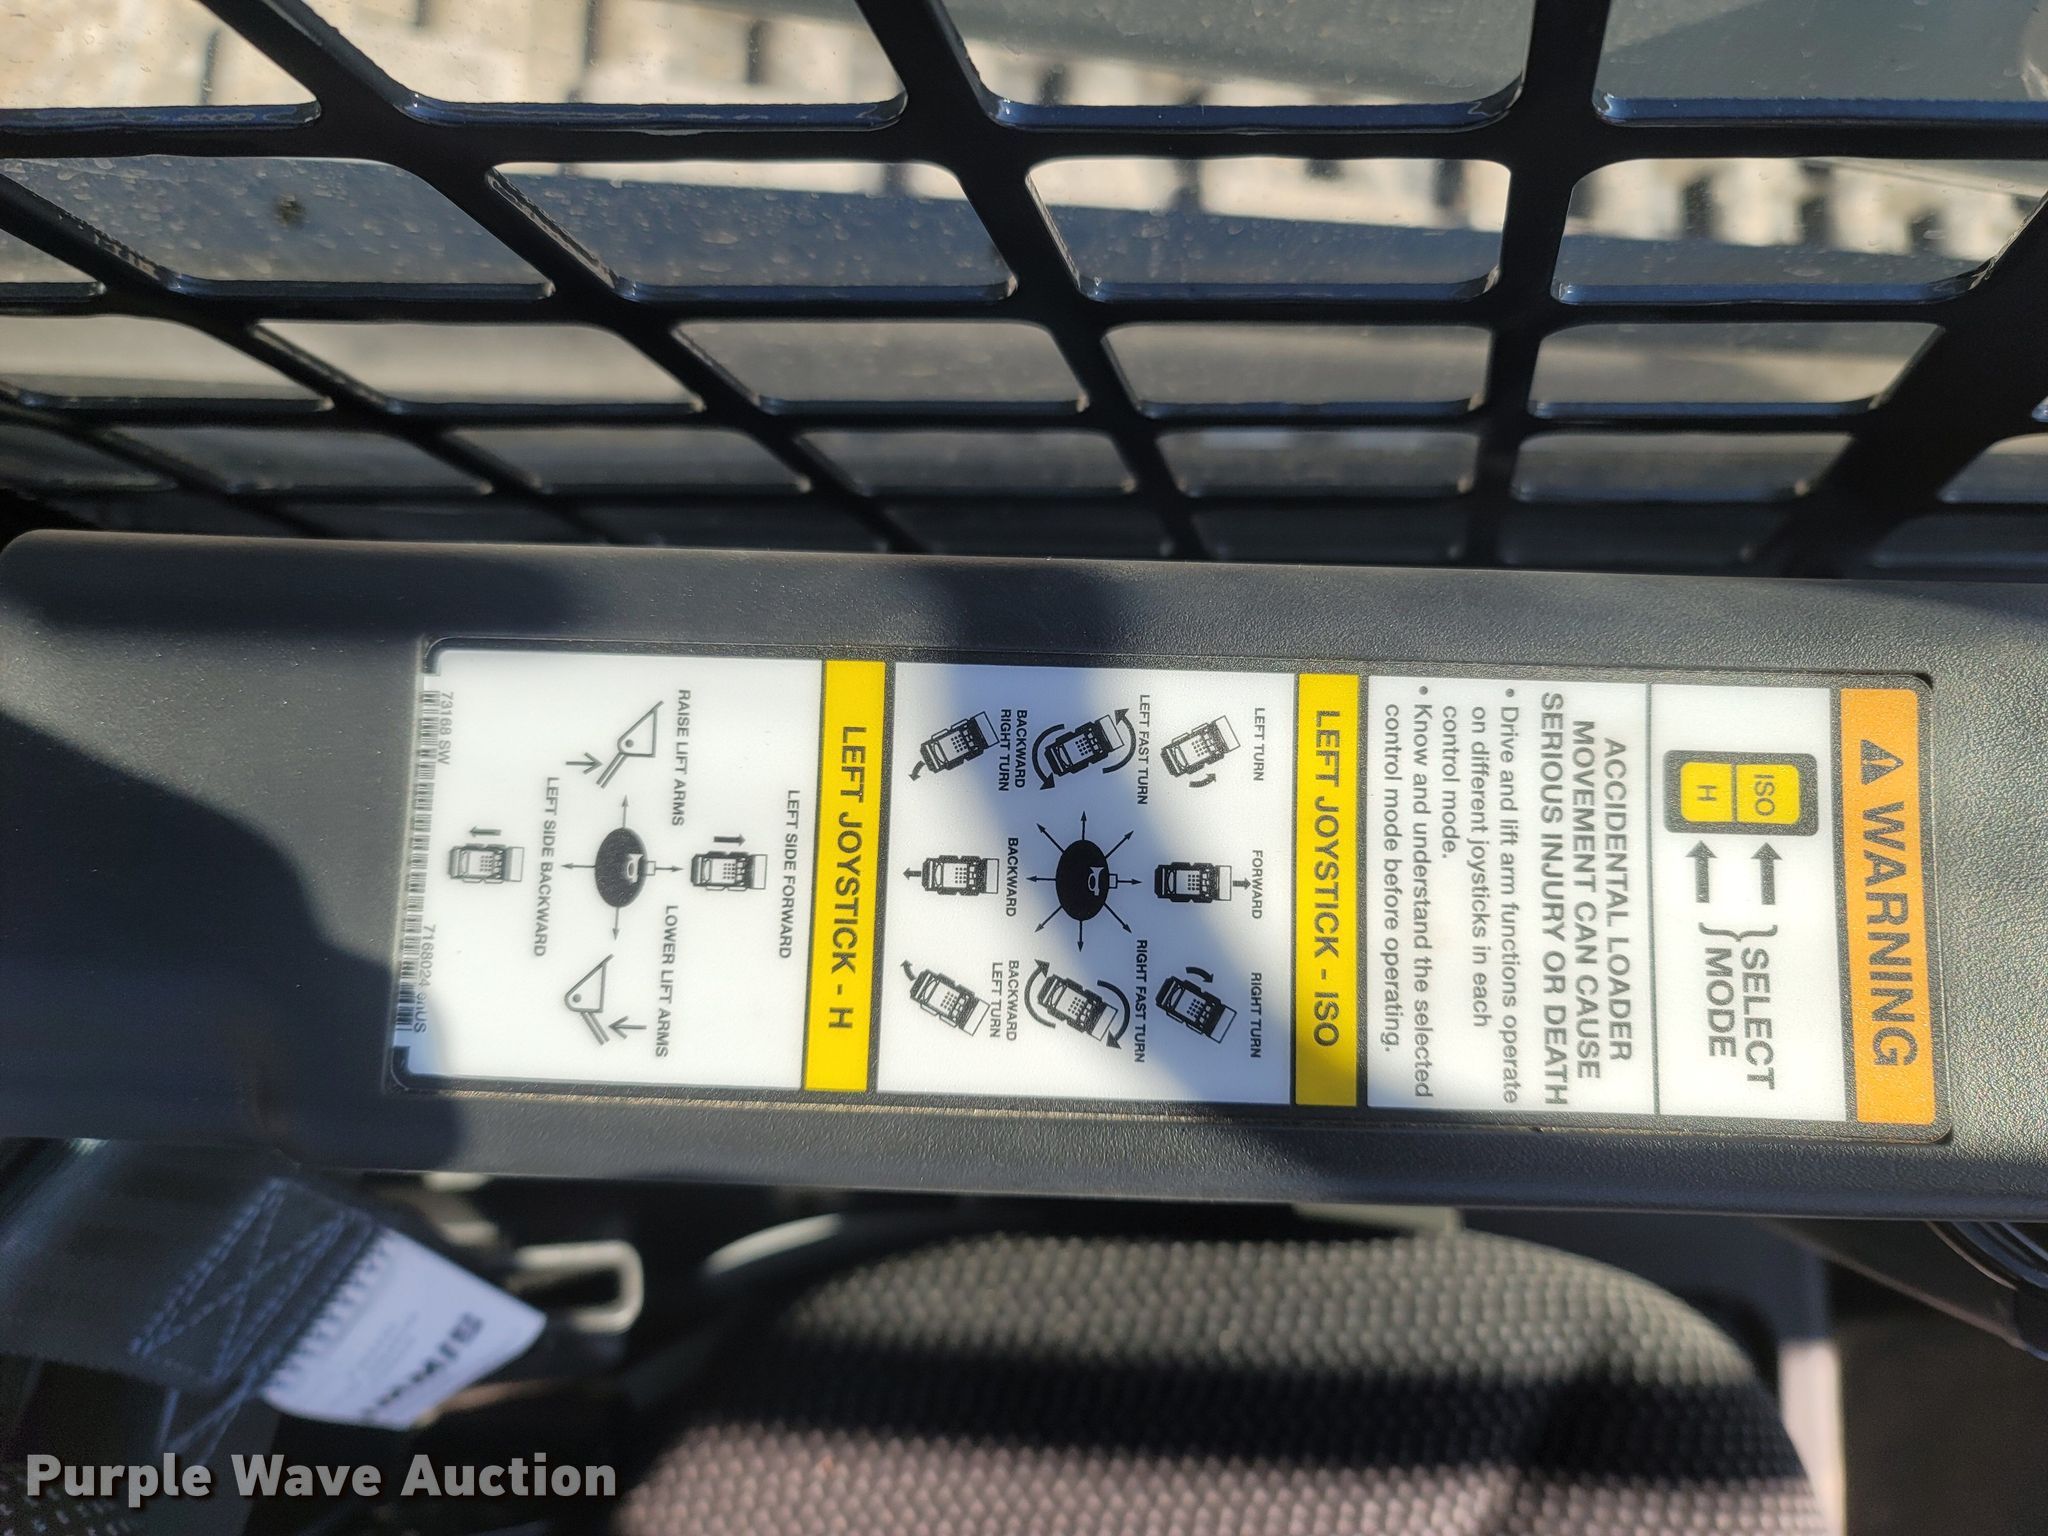 WARNING
ISO
H
SELECT
MODE
ACCIDENTAL LOADER
MOVEMENT CAN CAUSE
SERIOUS INJURY OR DEATH
• Drive and lift arm functions operate
on different joysticks in each
control mode.
• Know and understand the selected
control mode before operating.
LEFT JOYSTICK - ISO
LEFT TURN
FORWARD
RIGHT TURN
LEFT FAST TURN
RIGHT FAST TURN
BACKWARD
RIGHT TURN
BACKWARD
BACKWARD
LEFT TURN
LEFT JOYSTICK - H
LEFT SIDE FORWARD
RAISE LIFT ARMS
LOWER LIFT ARMS
LEFT SIDE BACKWARD
73168 SW
7168024
Purple Wave Auction